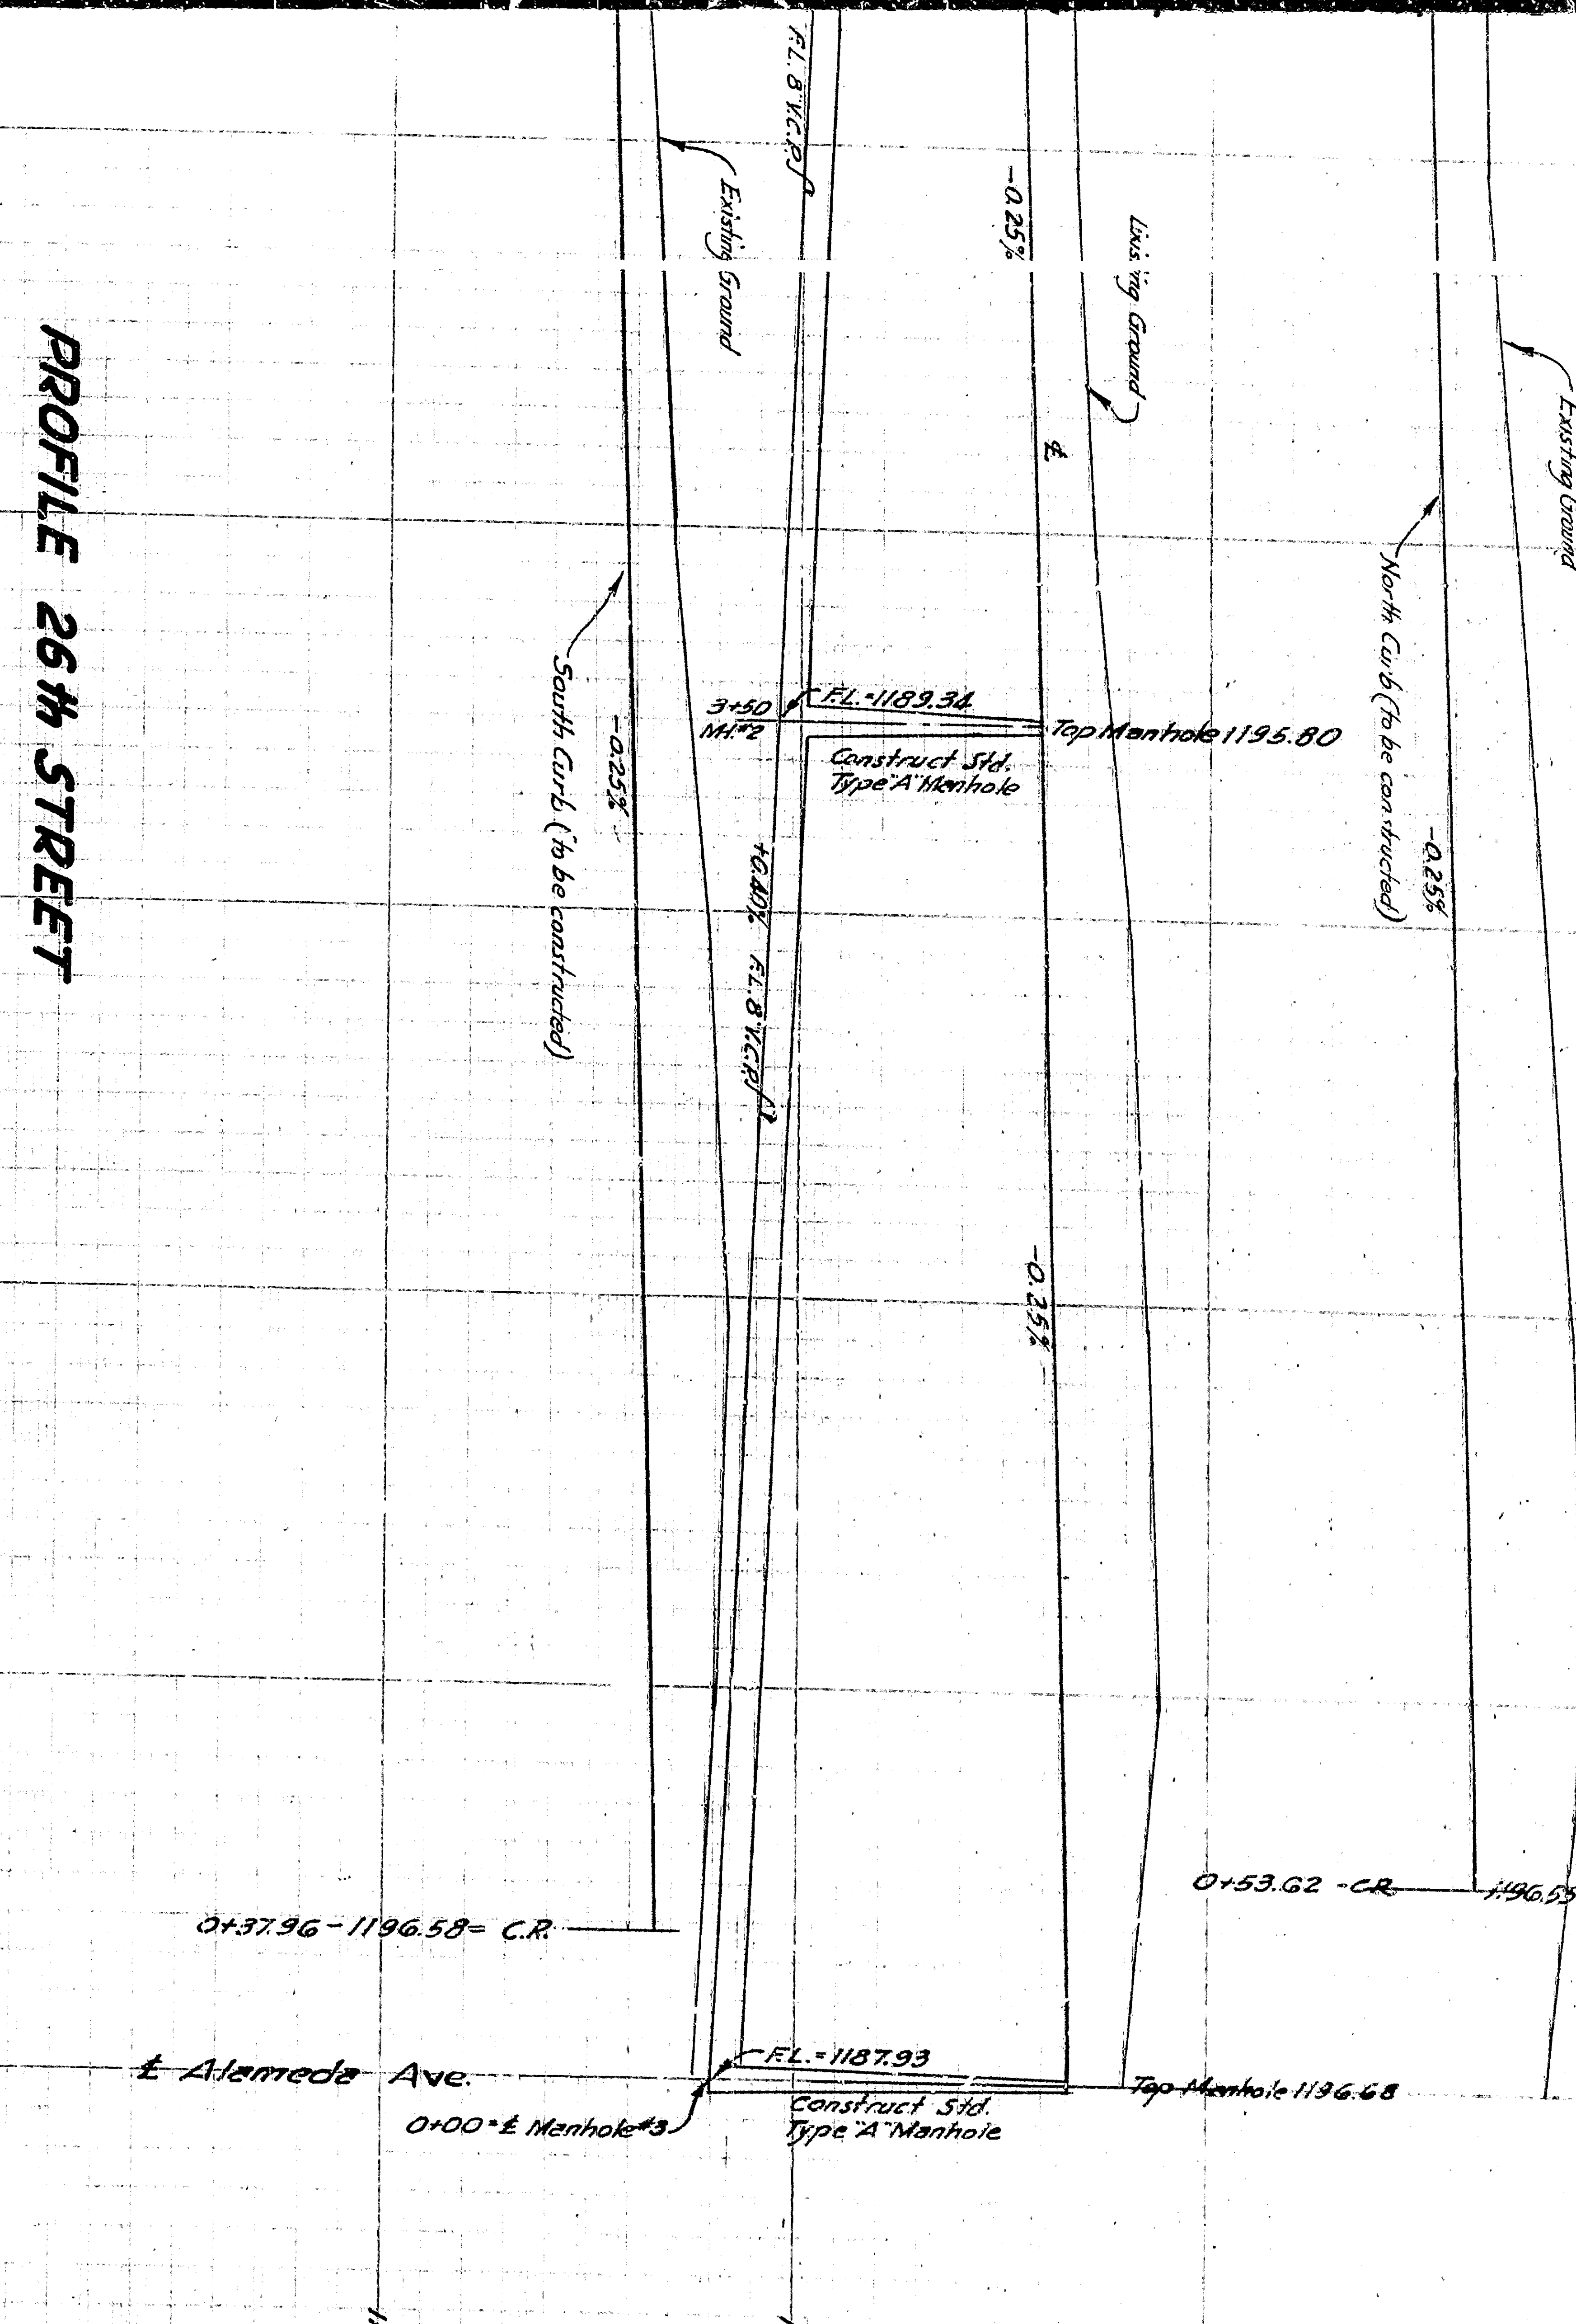 PROFILE 26th STREET
F.L. 8" V.C.P.
Existing Ground
-0.25%
Existing Ground
℄
Existing Ground
North Curb (to be constructed)
-0.25%
South Curb (to be constructed)
-0.25%
3+50
M.H.#2
F.L.=1189.34
Top Manhole 1195.80
Construct Std.
Type "A" Manhole
+0.40% F.L. 8" V.C.P.
-0.25%
0+53.62 - C.R.
1196.55
0+37.96 - 1196.58 = C.R.
℄ Alameda Ave.
F.L.=1187.93
Top Manhole 1196.68
0+00=℄ Manhole #3
Construct Std.
Type "A" Manhole